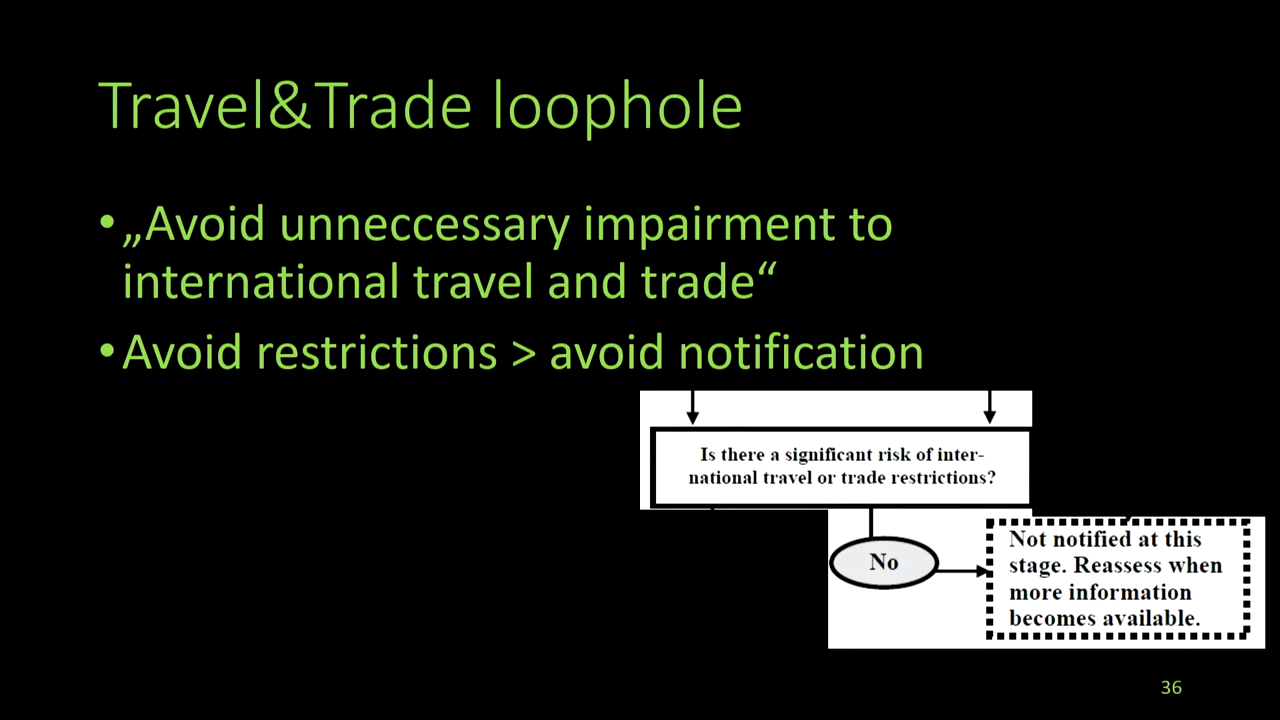 Travel&Trade loophole
•„Avoid unneccessary impairment to
international travel and trade“
•Avoid restrictions > avoid notification
Is there a significant risk of inter-
national travel or trade restrictions?
No
Not notified at this
stage. Reassess when
more information
becomes available.
36